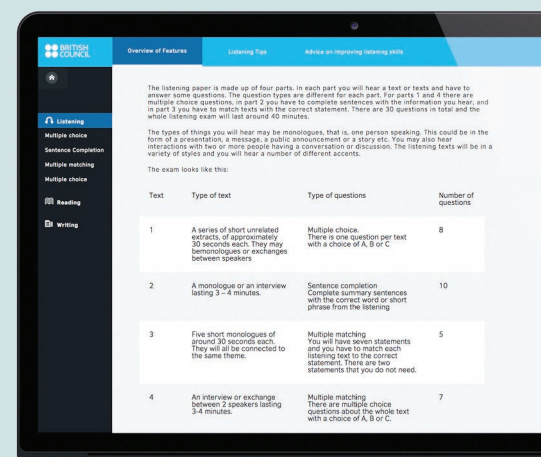 BRITISH
COUNCIL
Overview of Features
Listening Tips
Advice on improving listening skills
Listening
Multiple choice
Sentence Completion
Multiple matching
Multiple choice
Reading
Writing
The listening paper is made up of four parts. In each part you will hear a text or texts and have to
answer some questions. The question types are different for each part. For parts 1 and 4 there are
multiple choice questions, in part 2 you have to complete sentences with the information you hear, and
in part 3 you have to match texts with the correct statement. There are 30 questions in total and the
whole listening exam will last around 40 minutes.
The types of things you will hear may be monologues, that is, one person speaking. This could be in the
form of a presentation, a message, a public announcement or a story etc. You may also hear
interactions with two or more people having a conversation or discussion. The listening texts will be in a
variety of styles and you will hear a number of different accents.
The exam looks like this:
Text Type of text Type of questions Number of
questions
1 A series of short unrelated Multiple choice. 8
extracts, of approximately There is one question per text
30 seconds each. They may with a choice of A, B or C
bemonologues or exchanges
between speakers
2 A monologue or an interview Sentence completion 10
lasting 3 – 4 minutes. Complete summary sentences
with the correct word or short
phrase from the listening
3 Five short monologues of Multiple matching 5
around 30 seconds each. You will have seven statements
They will all be connected to and you have to match each
the same theme. listening text to the correct
statement. There are two
statements that you do not need.
4 An interview or exchange Multiple matching 7
between 2 speakers lasting There are multiple choice
3-4 minutes. questions about the whole text
with a choice of A, B or C.